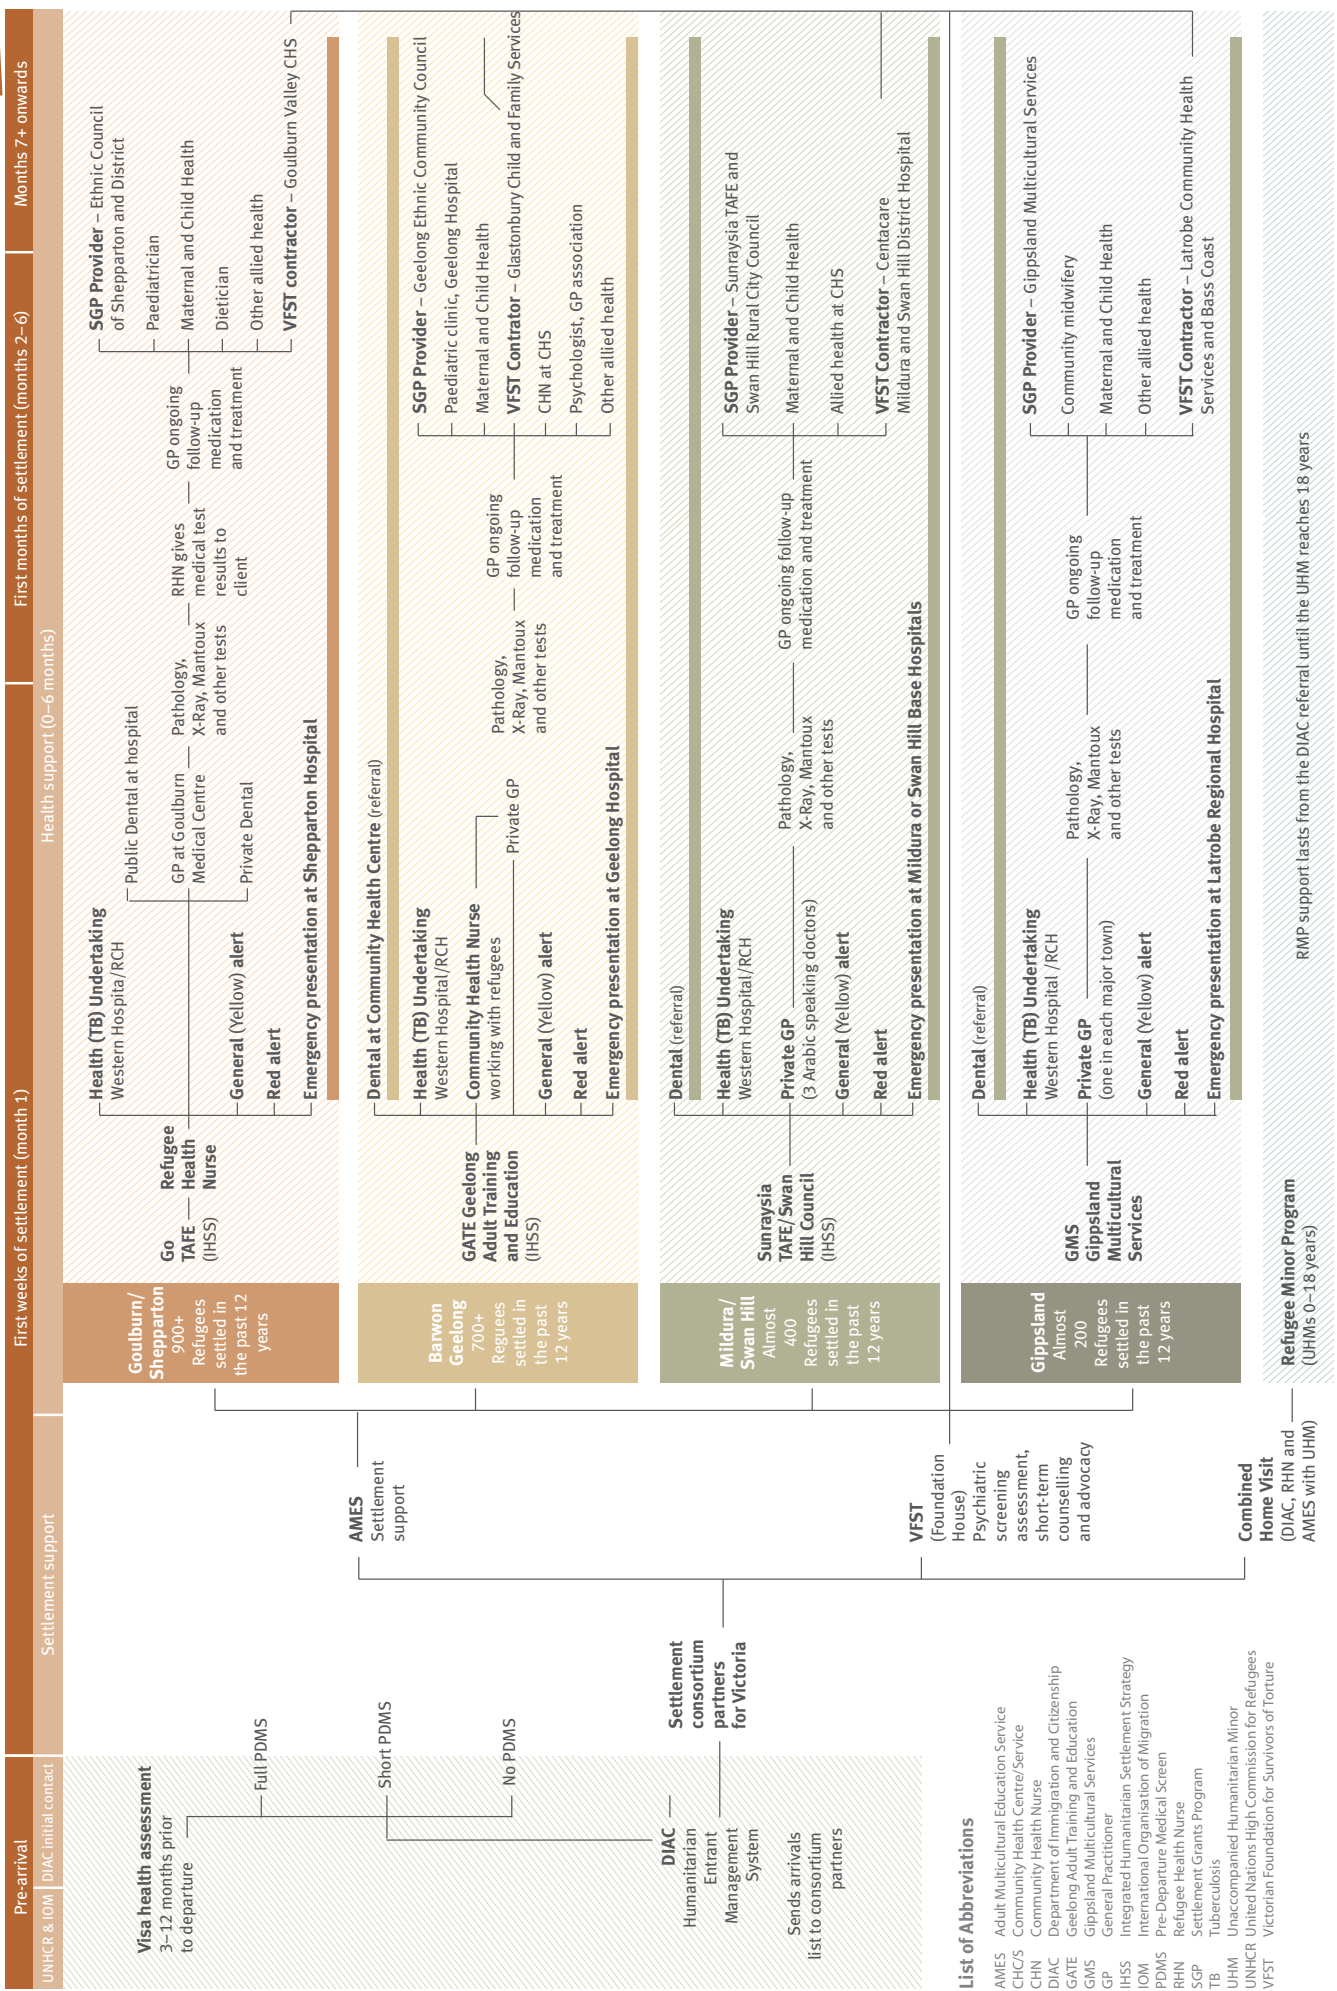 Pre-arrival
First weeks of settlement (month 1)
First months of settlement (months 2–6)
Months 7+ onwards
UNHCR & IOM
DIAC initial contact
Settlement support
Health support (0–6 months)
Visa health assessment
3–12 months prior
to departure
Full PDMS
Short PDMS
No PDMS
DIAC
Humanitarian
Entrant
Management
System
Sends arrivals
list to consortium
partners
Settlement
consortium
partners
for Victoria
AMES
Settlement
support
VFST
(Foundation
House)
Psychiatric
screening
assessment,
short-term
counselling
and advocacy
Combined
Home Visit
(DIAC, RHN and
AMES with UHM)
Goulburn/
Shepparton
900+
Refugees
settled in
the past 12
years
Go
TAFE
(IHSS)
Refugee
Health
Nurse
Health (TB) Undertaking
Western Hospita/RCH
Public Dental at hospital
GP at Goulburn
Medical Centre
Private Dental
General (Yellow) alert
Red alert
Emergency presentation at Shepparton Hospital
Pathology,
X-Ray, Mantoux
and other tests
RHN gives
medical test
results to
client
GP ongoing
follow-up
medication
and treatment
SGP Provider – Ethnic Council
of Shepparton and District
Paediatrician
Maternal and Child Health
Dietician
Other allied health
VFST contractor – Goulburn Valley CHS
Barwon
Geelong
700+
Reguees
settled in
the past
12 years
GATE Geelong
Adult Training
and Education
(IHSS)
Dental at Community Health Centre (referral)
Health (TB) Undertaking
Western Hospital/RCH
Community Health Nurse
working with refugees
Private GP
General (Yellow) alert
Red alert
Emergency presentation at Geelong Hospital
Pathology,
X-Ray, Mantoux
and other tests
GP ongoing
follow-up
medication
and treatment
SGP Provider – Geelong Ethnic Community Council
Paediatric clinic, Geelong Hospital
Maternal and Child Health
VFST Contrator – Glastonbury Child and Family Services
CHN at CHS
Psychologist, GP association
Other allied health
Mildura/
Swan Hill
Almost
400
Refugees
settled in
the past
12 years
Sunraysia
TAFE/Swan
Hill Council
(IHSS)
Dental (referral)
Health (TB) Undertaking
Western Hospital/RCH
Private GP
(3 Arabic speaking doctors)
General (Yellow) alert
Red alert
Emergency presentation at Mildura or Swan Hill Base Hospitals
Pathology,
X-Ray, Mantoux
and other tests
GP ongoing follow-up
medication and treatment
SGP Provider – Sunraysia TAFE and
Swan Hill Rural City Council
Maternal and Child Health
Allied health at CHS
VFST Contractor – Centacare
Mildura and Swan Hill District Hospital
Gippsland
Almost
200
Refugees
settled in
the past
12 years
GMS
Gippsland
Multicultural
Services
Dental (referral)
Health (TB) Undertaking
Western Hospital /RCH
Private GP
(one in each major town)
General (Yellow) alert
Red alert
Emergency presentation at Latrobe Regional Hospital
Pathology,
X-Ray, Mantoux
and other tests
GP ongoing
follow-up
medication
and treatment
SGP Provider – Gippsland Multicultural Services
Community midwifery
Maternal and Child Health
Other allied health
VFST Contractor – Latrobe Community Health
Services and Bass Coast
Refugee Minor Program
(UHMs 0–18 years)
RMP support lasts from the DIAC referral until the UHM reaches 18 years
List of Abbreviations
AMES Adult Multicultural Education Service
CHC/S Community Health Centre/Service
CHN Community Health Nurse
DIAC Department of Immigration and Citizenship
GATE Geelong Adult Training and Education
GMS Gippsland Multicultural Services
GP General Practitioner
IHSS Integrated Humanitarian Settlement Strategy
IOM International Organisation of Migration
PDMS Pre-Departure Medical Screen
RHN Refugee Health Nurse
SGP Settlement Grants Program
TB Tuberculosis
UHM Unaccompanied Humanitarian Minor
UNHCR United Nations High Commission for Refugees
VFST Victorian Foundation for Survivors of Torture